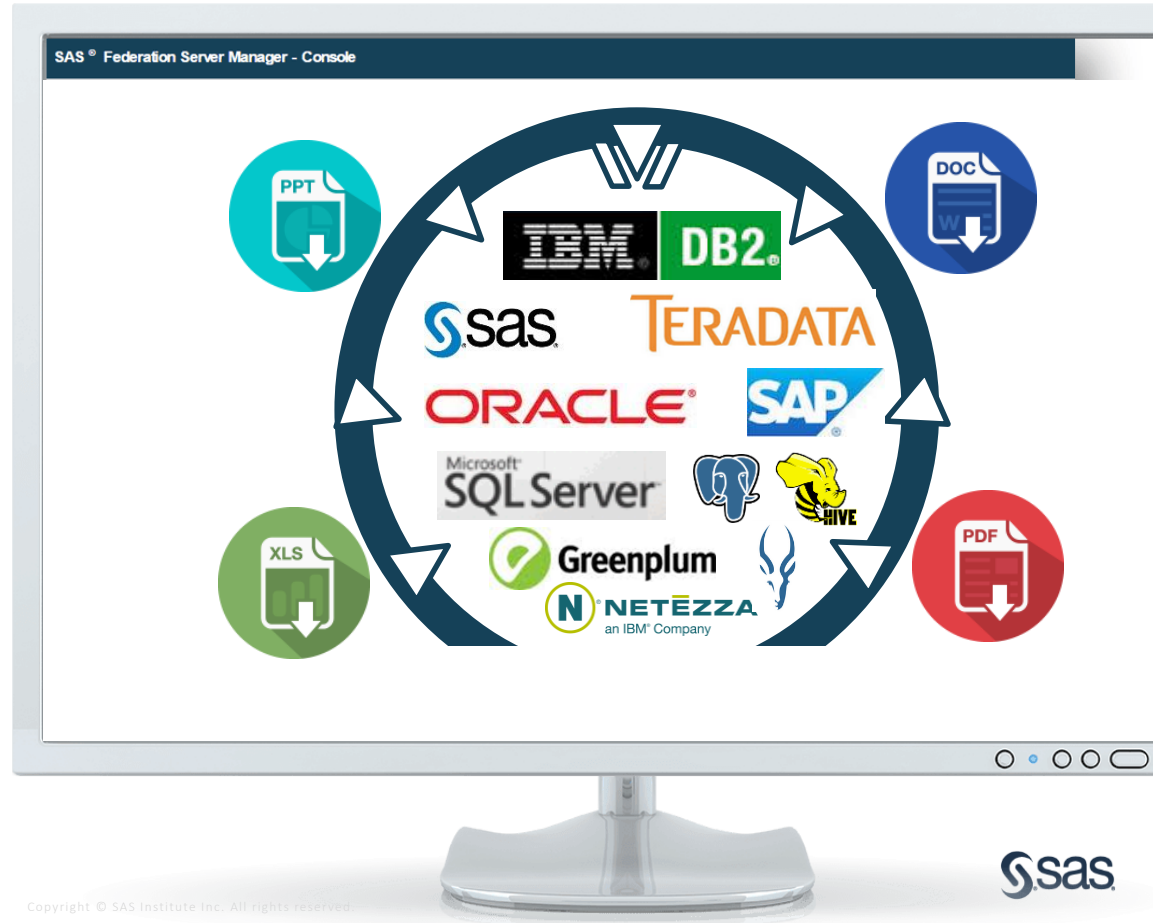 SAS ® Federation Server Manager - Console
PPT
DOC
IBM®
DB2®
sas
TERADATA
ORACLE®
SAP®
Microsoft®
SQL Server
HIVE
XLS
W
PDF
Greenplum
N NETĒZZA
an IBM® Company
sas
Copyright © SAS Institute Inc. All rights reserved.